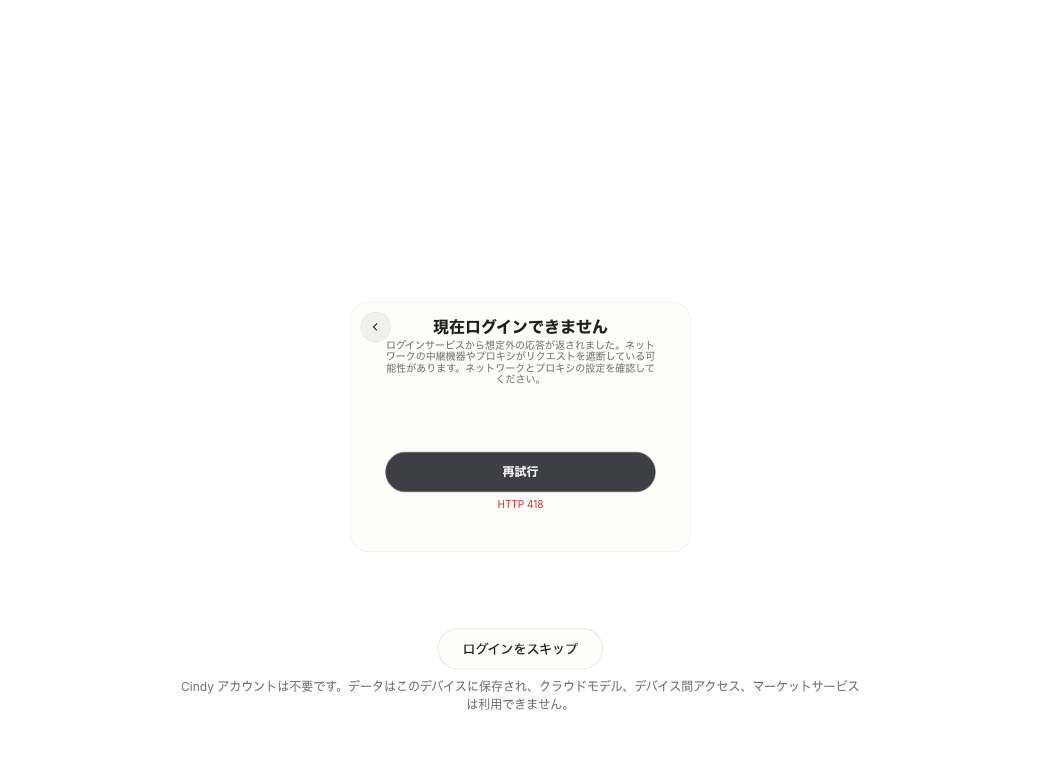 現在ログインできません
ログインサービスから想定外の応答が返されました。ネット
ワークの中継機器やプロキシがリクエストを遮断している可
能性があります。ネットワークとプロキシの設定を確認して
ください。
再試行
HTTP 418
ログインをスキップ
Cindy アカウントは不要です。データはこのデバイスに保存され、クラウドモデル、デバイス間アクセス、マーケットサービス
は利用できません。